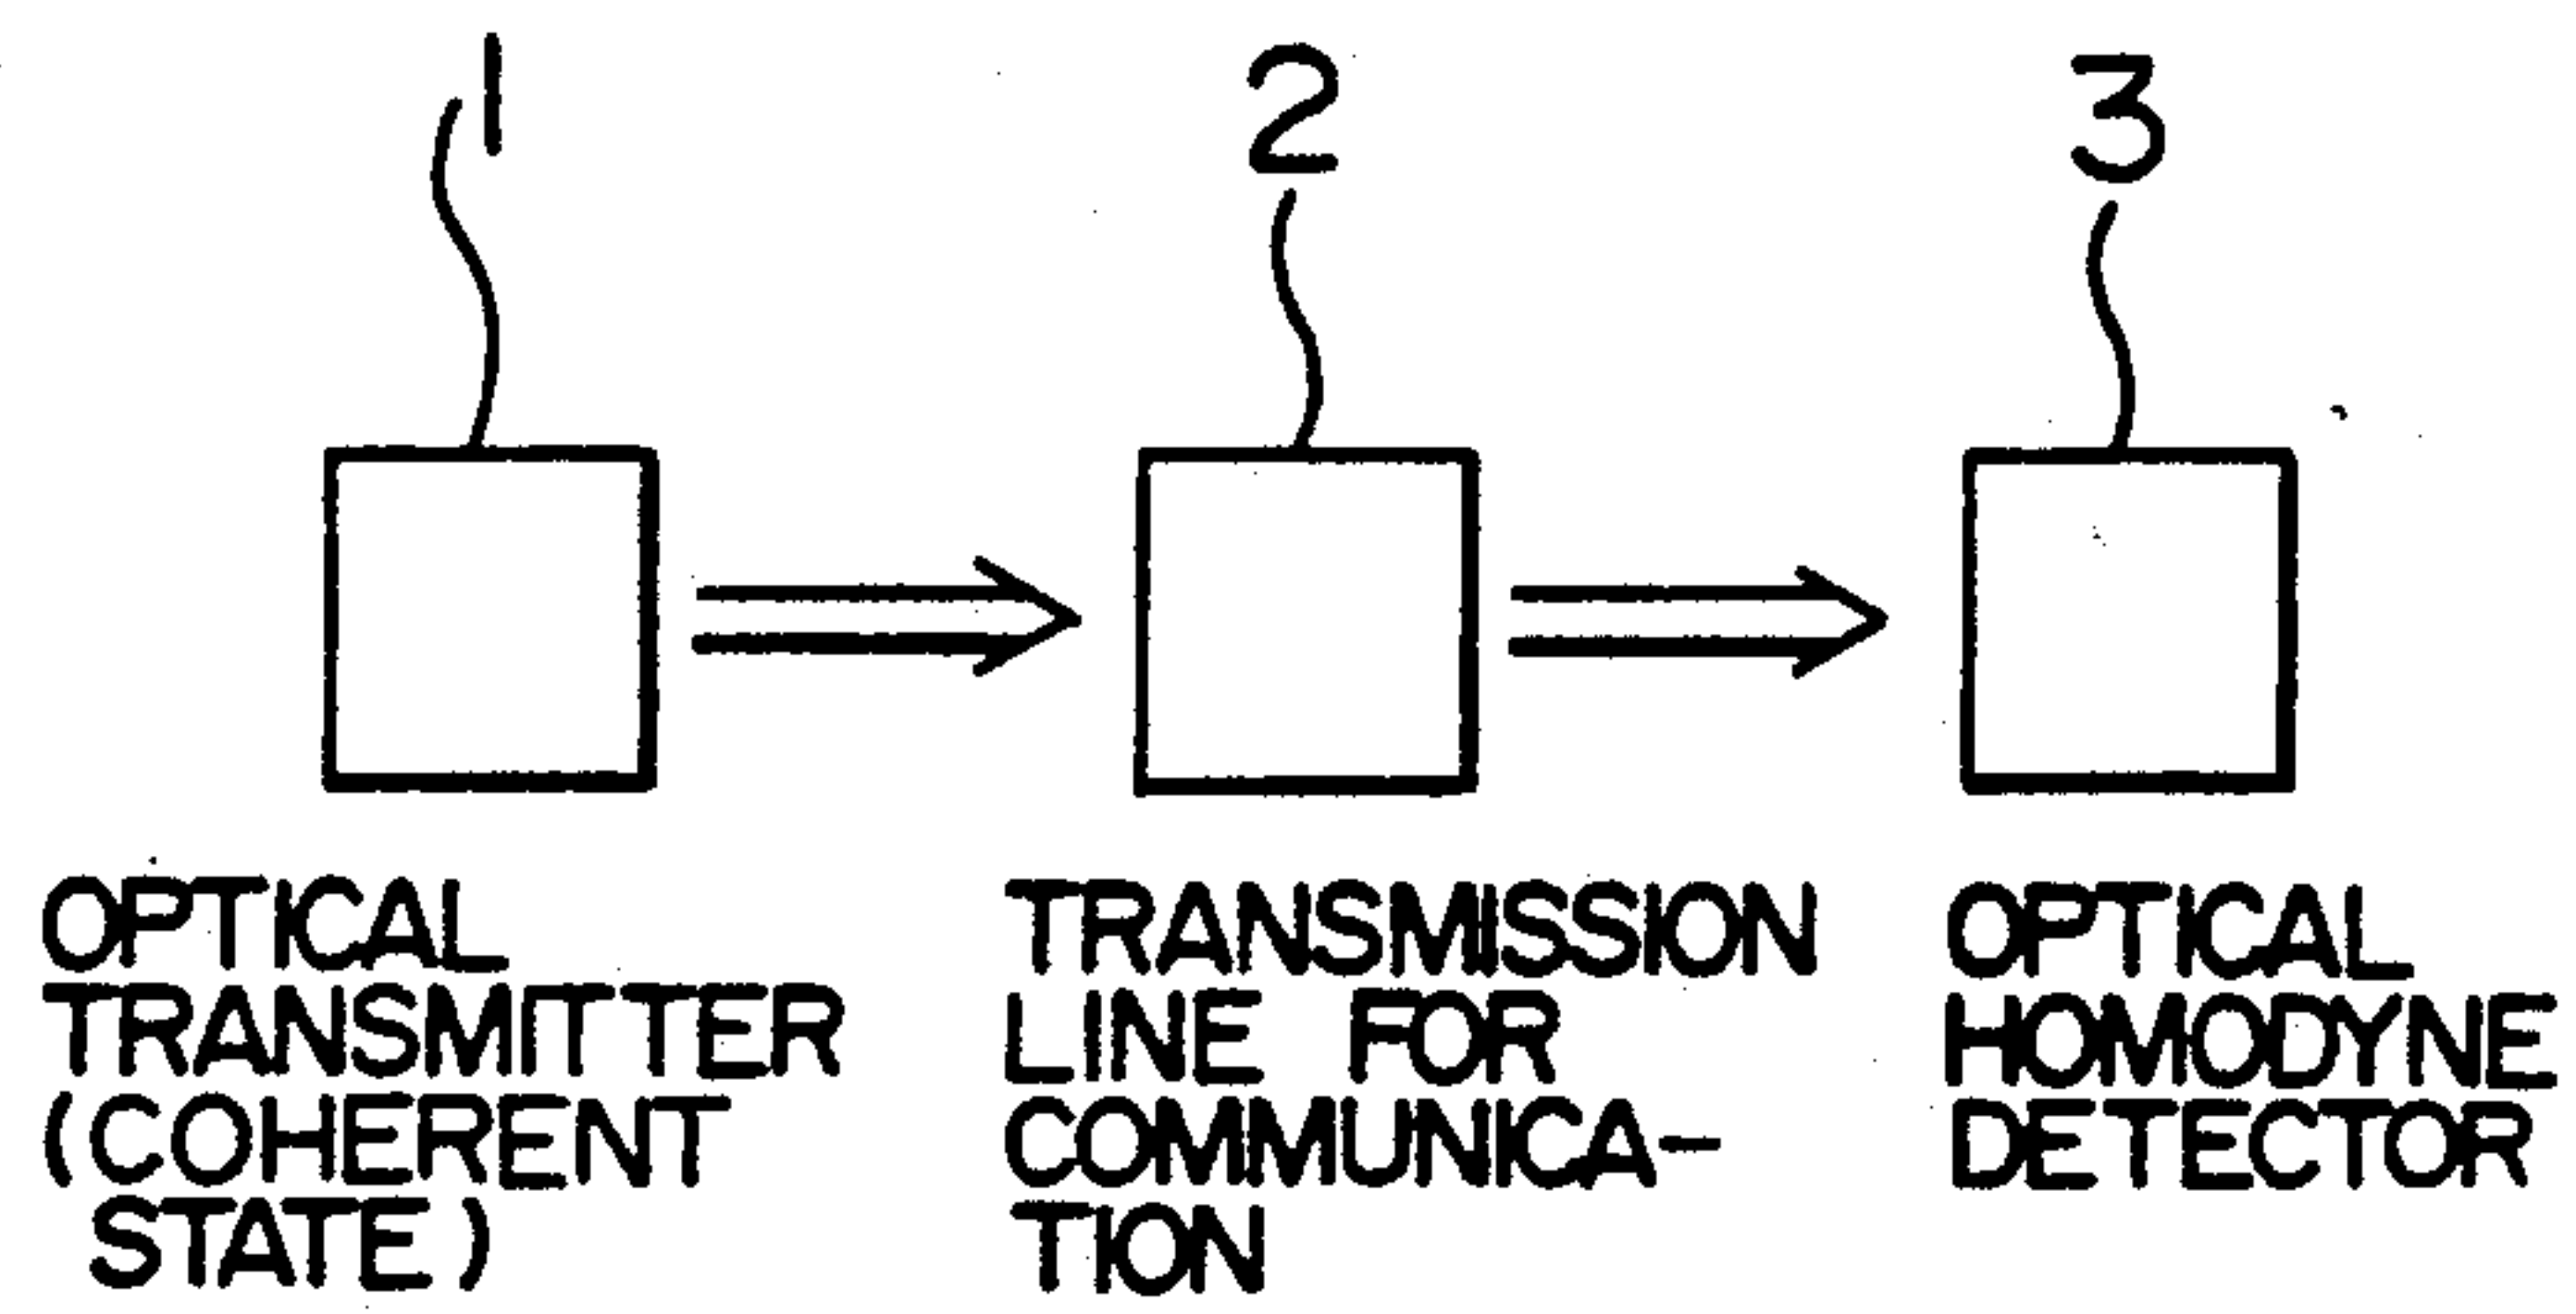 1
2
3
OPTICAL
TRANSMITTER
(COHERENT
STATE)
TRANSMISSION
LINE FOR
COMMUNICA-
TION
OPTICAL
HOMODYNE
DETECTOR